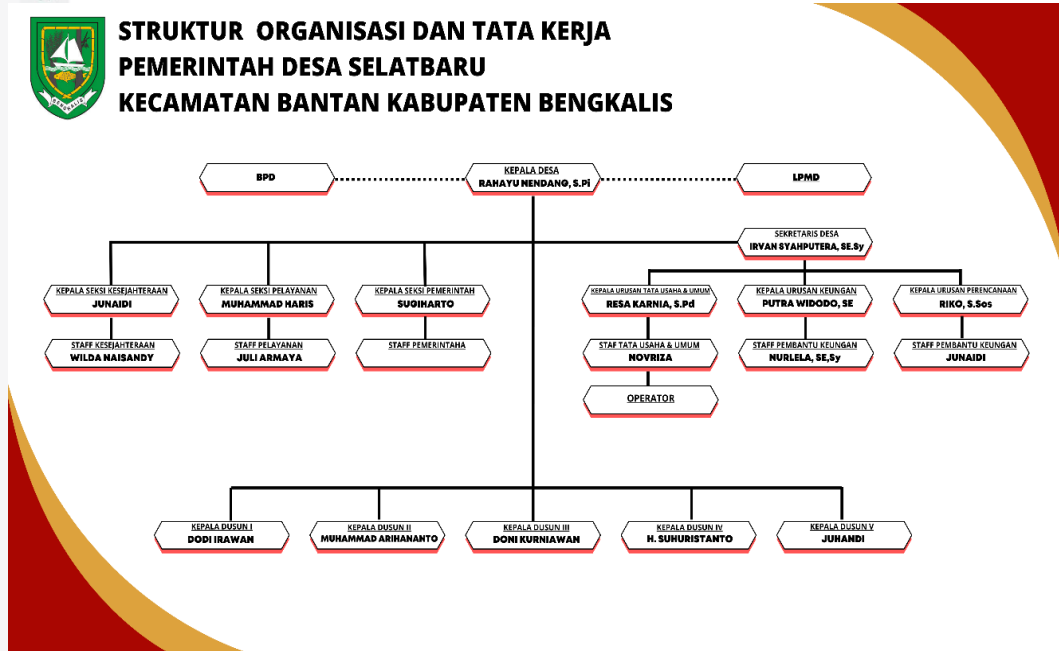 STRUKTUR ORGANISASI DAN TATA KERJA
PEMERINTAH DESA SELATBARU
KECAMATAN BANTAN KABUPATEN BENGKALIS
BENGKALIS
BPD
KEPALA DESA
RAHAYU NENDANG, S.Pi
LPMD
SEKRETARIS DESA
IRVAN SYAHPUTERA, SE.Sy
KEPALA SEKSI KESEJAHTERAAN
JUNAIDI
KEPALA SEKSI PELAYANAN
MUHAMMAD HARIS
KEPALA SEKSI PEMERINTAH
SUGIHARTO
KEPALA URUSAN TATA USAHA & UMUM
RESA KARNIA, S.Pd
KEPALA URUSAN KEUNGAN
PUTRA WIDODO, SE
KEPALA URUSAN PERENCANAAN
RIKO, S.Sos
STAFF KESEJAHTERAAN
WILDA NAISANDY
STAFF PELAYANAN
JULI ARMAYA
STAFF PEMERINTAHA
STAF TATA USAHA & UMUM
NOVRIZA
STAFF PEMBANTU KEUNGAN
NURLELA, SE,Sy
STAFF PEMBANTU KEUNGAN
JUNAIDI
OPERATOR
KEPALA DUSUN I
DODI IRAWAN
KEPALA DUSUN II
MUHAMMAD ARIHANANTO
KEPALA DUSUN III
DONI KURNIAWAN
KEPALA DUSUN IV
H. SUHURISTANTO
KEPALA DUSUN V
JUHANDI